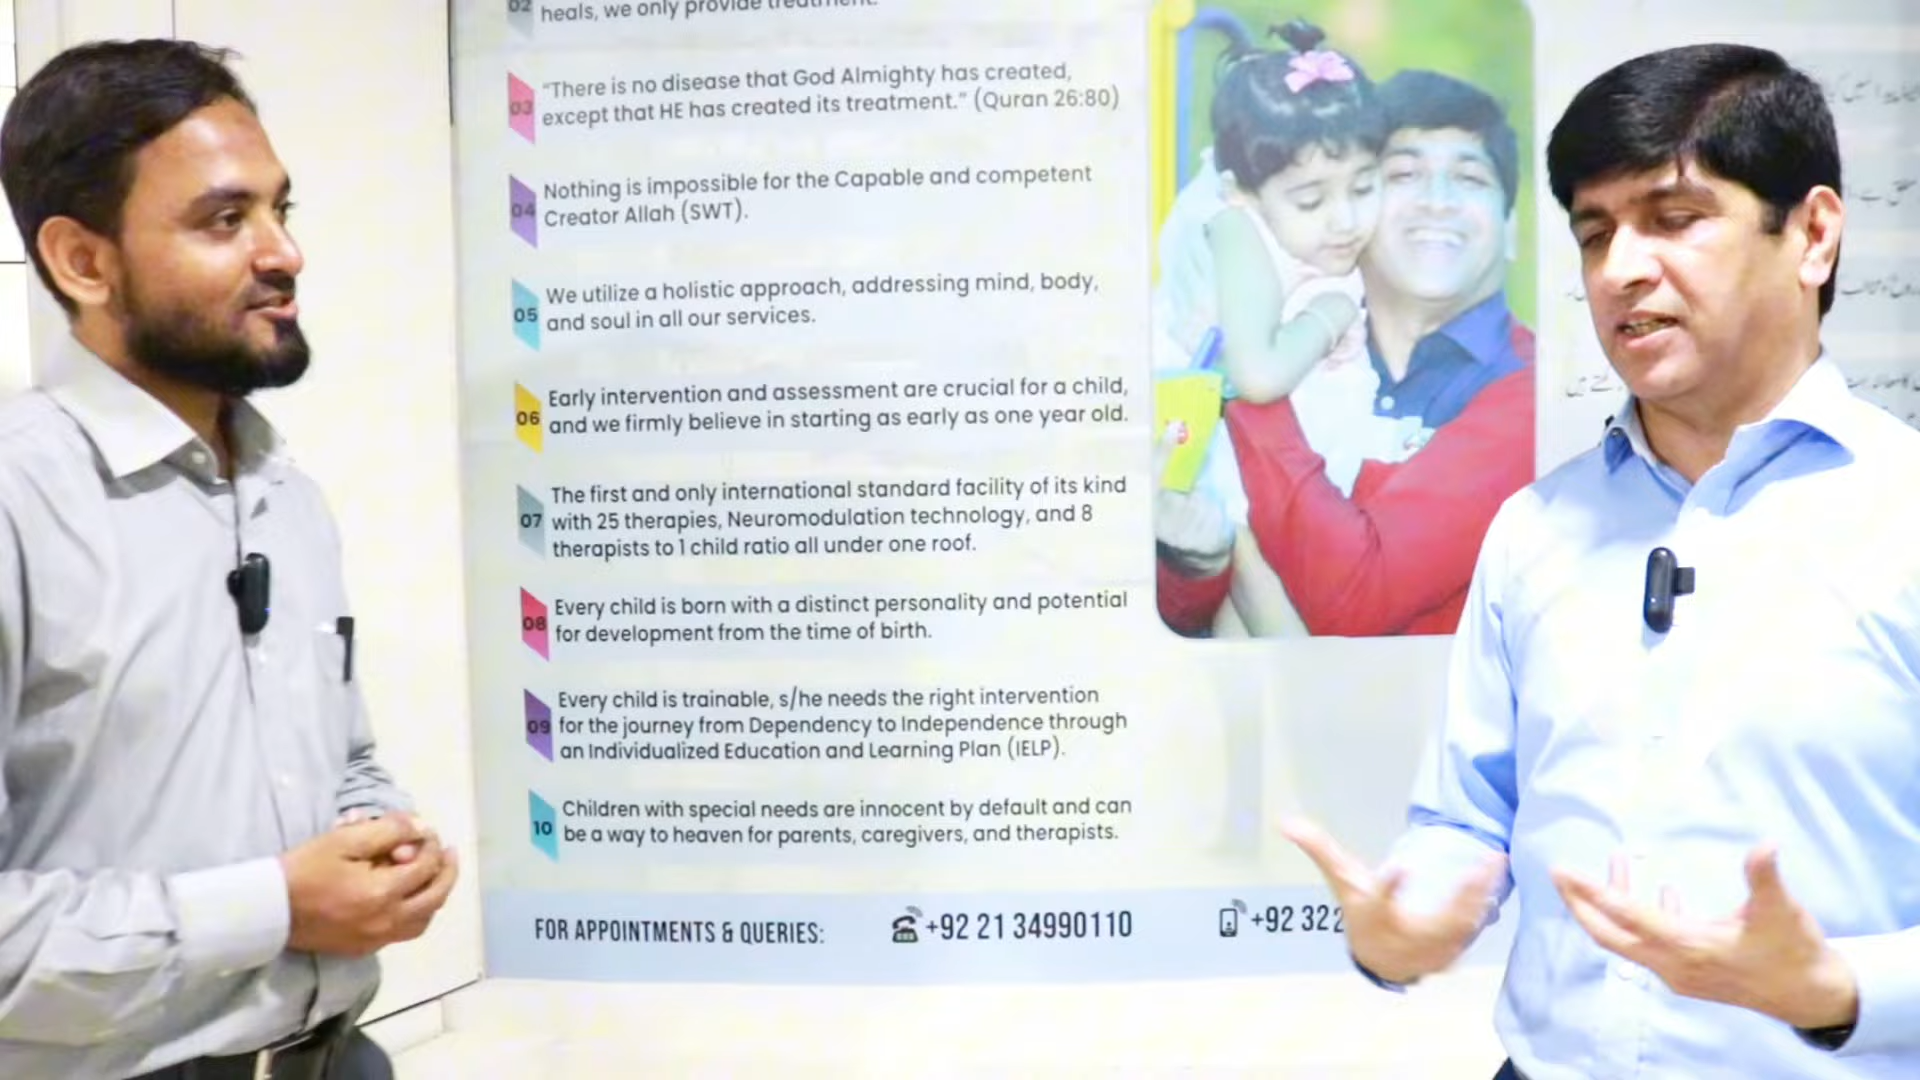 02
heals, we only provide treatment.
03
“There is no disease that God Almighty has created,
except that HE has created its treatment.” (Quran 26:80)
04
Nothing is impossible for the Capable and competent
Creator Allah (SWT).
05
We utilize a holistic approach, addressing mind, body,
and soul in all our services.
06
Early intervention and assessment are crucial for a child,
and we firmly believe in starting as early as one year old.
07
The first and only international standard facility of its kind
with 25 therapies, Neuromodulation technology, and 8
therapists to 1 child ratio all under one roof.
08
Every child is born with a distinct personality and potential
for development from the time of birth.
09
Every child is trainable, s/he needs the right intervention
for the journey from Dependency to Independence through
an Individualized Education and Learning Plan (IELP).
10
Children with special needs are innocent by default and can
be a way to heaven for parents, caregivers, and therapists.
FOR APPOINTMENTS & QUERIES: +92 21 34990110 +92 322